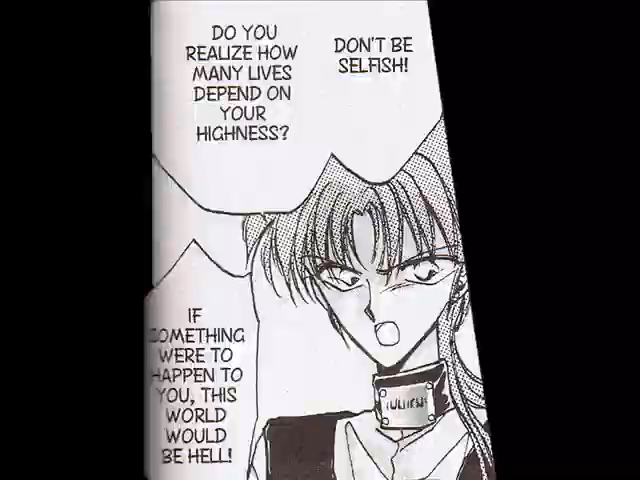 DON'T BE
SELFISH!
DO YOU
REALIZE HOW
MANY LIVES
DEPEND ON
YOUR
HIGHNESS?
IF
SOMETHING
WERE TO
HAPPEN TO
YOU, THIS
WORLD
WOULD
BE HELL!